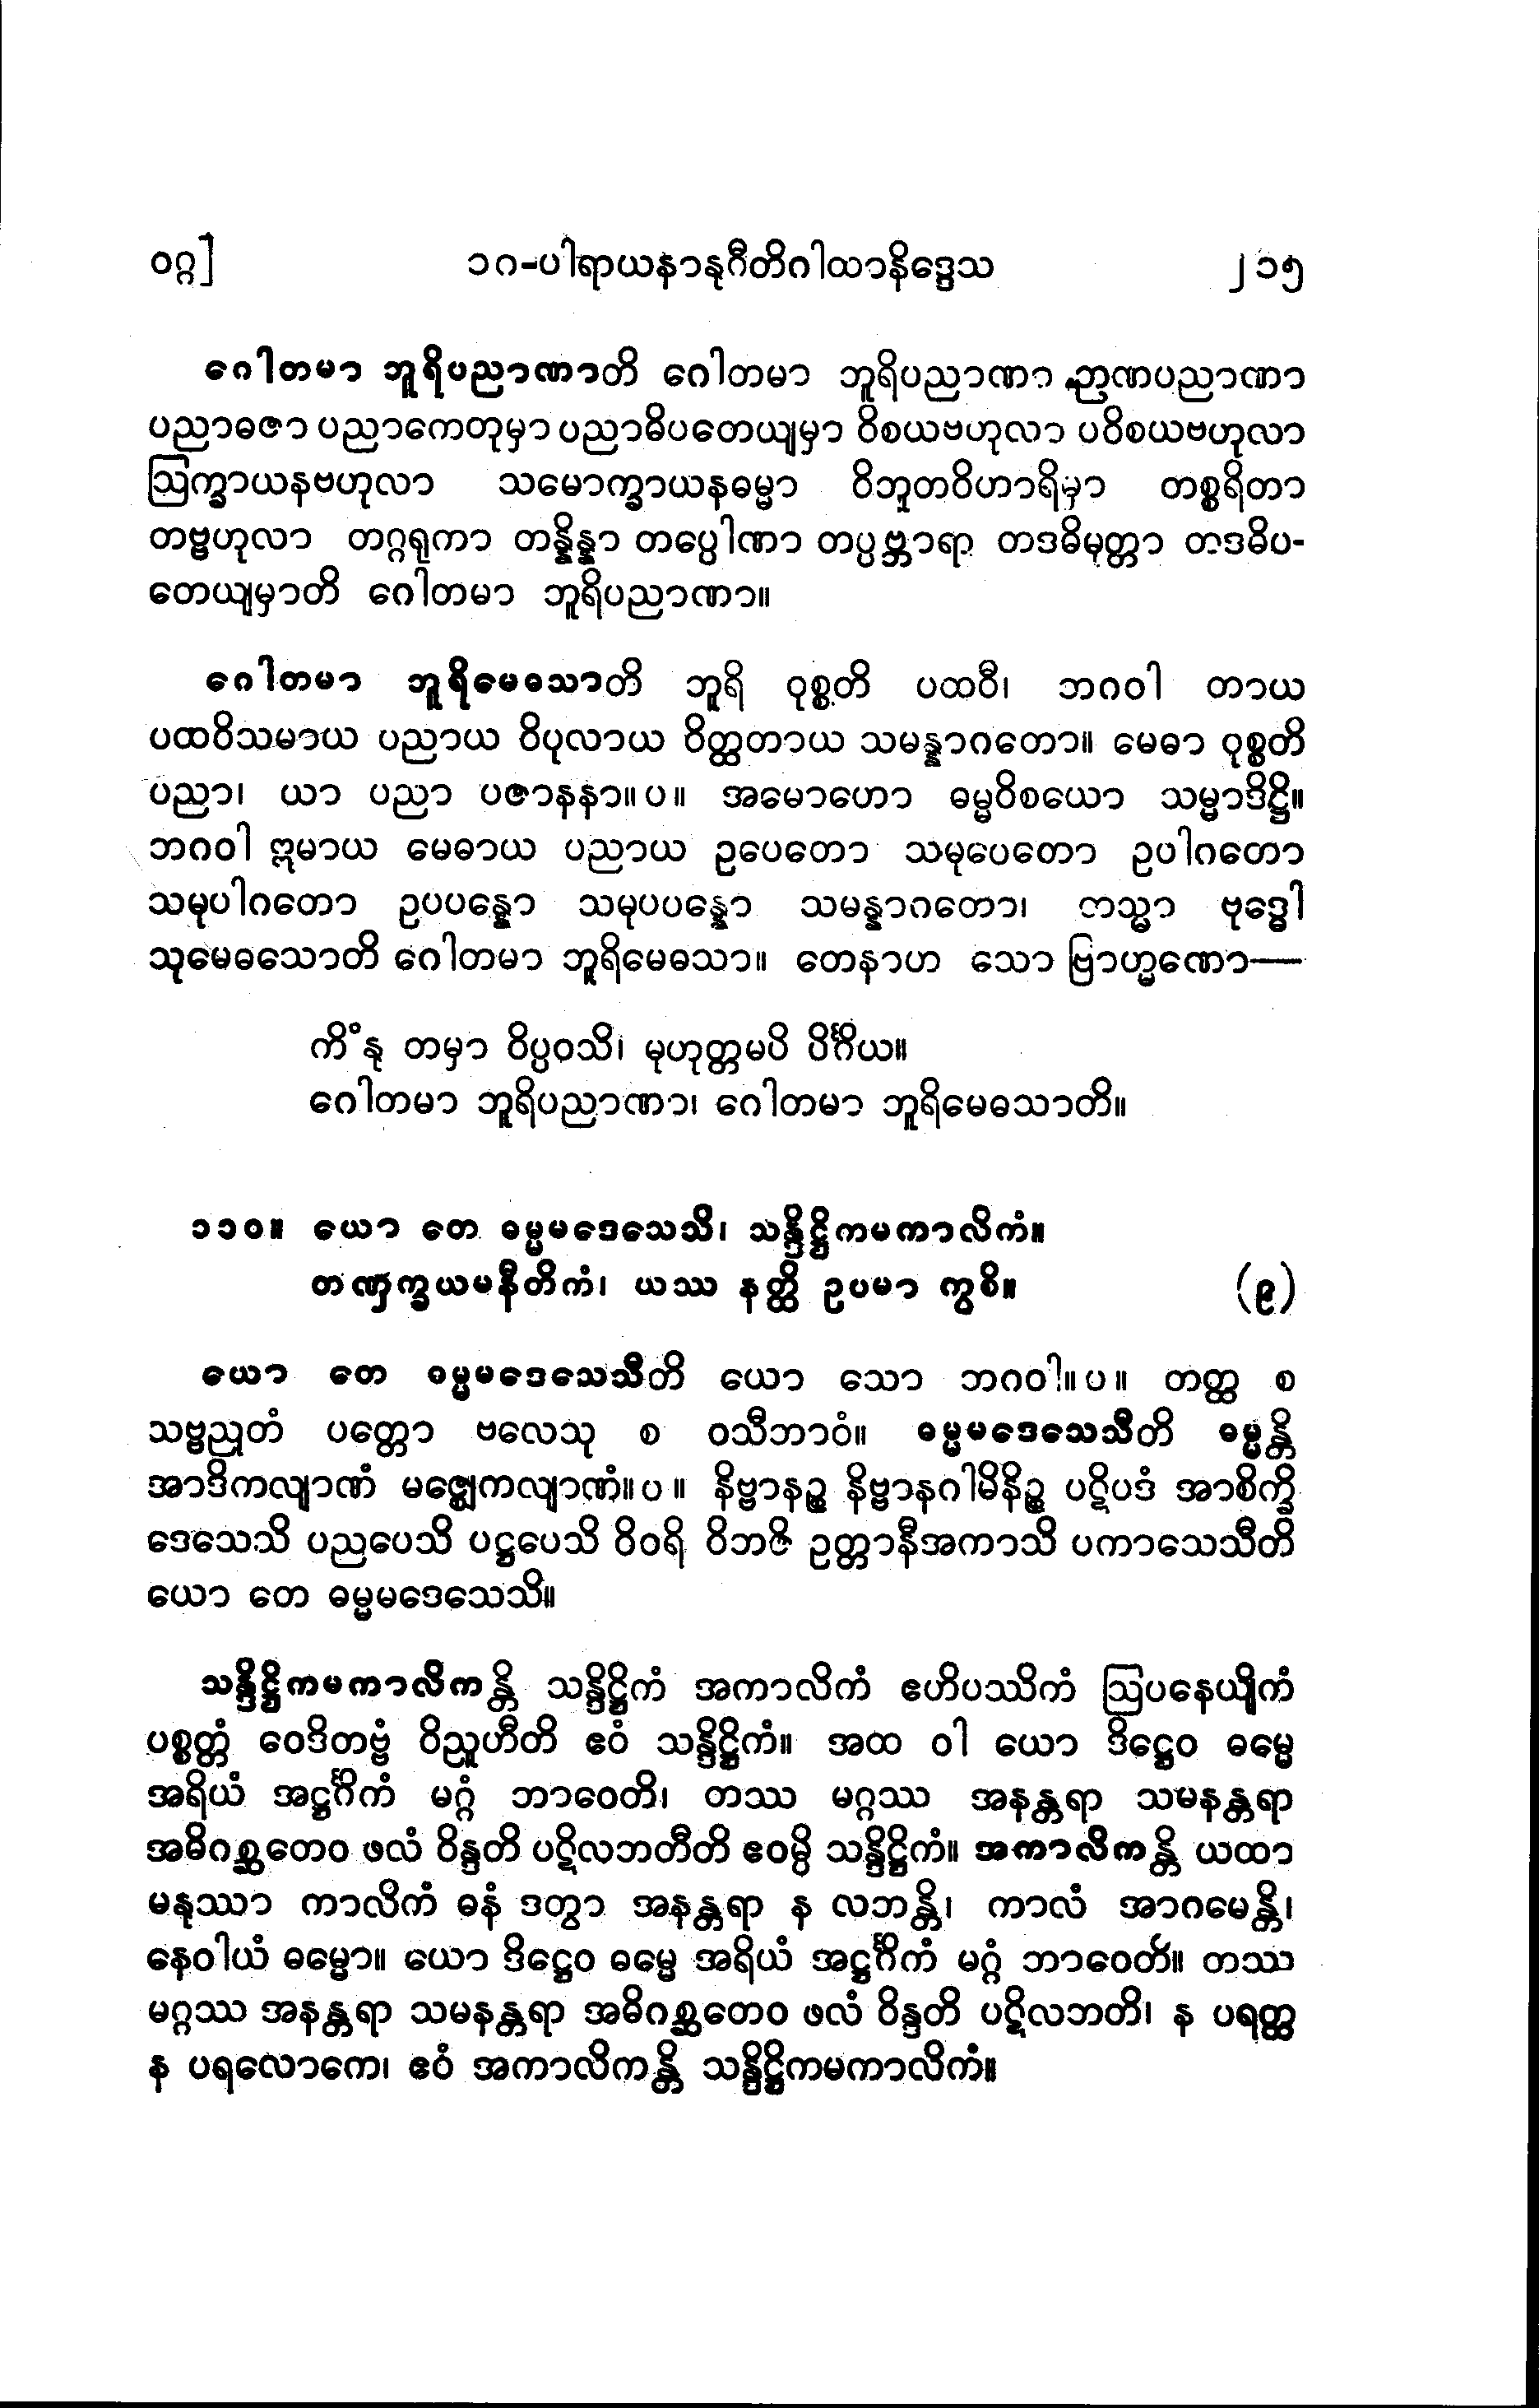 ဝဂ္ဂ] ၁၈-ပါရာယနာနုဂီတိဂါထာနိဒ္ဒေသ ၂၁၅
ဂေါတမာ ဘူရိပညာဏာတိ ဂေါတမာ ဘူရိပညာဏာ ဉာဏပညာဏာ
ပညာဓဇာ ပညာကေတုမှာ ပညာဓိပတေယျမှာ ဝိစယဗဟုလာ ပဝိစယဗဟုလာ
ဩက္ခာယနဗဟုလာ သမောက္ခာယနဓမ္မာ ဝိဘူတဝိဟာရိမှာ တစ္စရိတာ
တဗ္ဗဟုလာ တဂ္ဂရုကာ တန္နိန္နာ တပ္ပေါဏာ တပ္ပဗ္ဘာရာ တဒဓိမုတ္တာ တဒဓိပ-
တေယျမှာတိ ဂေါတမာ ဘူရိပညာဏာ။
ဂေါတမာ ဘူရိမေဓသာတိ ဘူရိ ဝုစ္စတိ ပထဝီ၊ ဘဂဝါ တာယ
ပထဝိသမာယ ပညာယ ဝိပုလာယ ဝိတ္ထတာယ သမန္နာဂတော။ မေဓာ ဝုစ္စတိ
ပညာ၊ ယာ ပညာ ပဇာနနာ။ပ။ အမောဟော ဓမ္မဝိစယော သမ္မာဒိဋ္ဌိ။
ဘဂဝါ ဣမာယ မေဓာယ ပညာယ ဥပေတော သမုပေတော ဥပါဂတော
သမုပါဂတော ဥပပန္နော သမုပပန္နော သမန္နာဂတော၊ တသ္မာ ဗုဒ္ဓေါ
သုမေဓသောတိ ဂေါတမာ ဘူရိမေဓသာ။ တေနာဟ သော ဗြာဟ္မဏော—
ကိံနု တမှာ ဝိပ္ပဝသိ၊ မုဟုတ္တမပိ ပိင်္ဂိယ။
ဂေါတမာ ဘူရိပညာဏာ၊ ဂေါတမာ ဘူရိမေဓသာတိ။
၁၁၀။ ယော တေ ဓမ္မမဒေသေသိ၊ သန္ဒိဋ္ဌိကမကာလိကံ။
တဏှက္ခယမနီတိကံ၊ ယဿ နတ္ထိ ဥပမာ ကွစိ။ (၉)
ယော တေ ဓမ္မမဒေသေသီတိ ယော သော ဘဂဝါ။ပ။ တတ္ထ စ
သဗ္ဗညုတံ ပတ္တော ဗလေသု စ ဝသီဘာဝံ။ ဓမ္မမဒေသေသီတိ ဓမ္မန္တိ
အာဒိကလျာဏံ မဇ္ဈေကလျာဏံ။ပ။ နိဗ္ဗာနဉ္စ နိဗ္ဗာနဂါမိနိဉ္စ ပဋိပဒံ အာစိက္ခိ
ဒေသေသိ ပညပေသိ ပဋ္ဌပေသိ ဝိဝရိ ဝိဘဇိ ဥတ္တာနီအကာသိ ပကာသေသီတိ
ယော တေ ဓမ္မမဒေသေသိ။
သန္ဒိဋ္ဌိကမကာလိကန္တိ သန္ဒိဋ္ဌိကံ အကာလိကံ ဧဟိပဿိကံ ဩပနေယျိကံ
ပစ္စတ္တံ ဝေဒိတဗ္ဗံ ဝိညူဟီတိ ဧဝံ သန္ဒိဋ္ဌိကံ။ အထ ဝါ ယော ဒိဋ္ဌေဝ ဓမ္မေ
အရိယံ အဋ္ဌင်္ဂိကံ မဂ္ဂံ ဘာဝေတိ၊ တဿ မဂ္ဂဿ အနန္တရာ သမနန္တရာ
အဓိဂစ္ဆတေဝ ဖလံ ဝိန္ဒတိ ပဋိလဘတီတိ ဧဝမ္ပိ သန္ဒိဋ္ဌိကံ။ အကာလိကန္တိ ယထာ
မနုဿာ ကာလိကံ ဓနံ ဒတွာ အနန္တရာ န လဘန္တိ၊ ကာလံ အာဂမေန္တိ၊
နေဝါယံ ဓမ္မော။ ယော ဒိဋ္ဌေဝ ဓမ္မေ အရိယံ အဋ္ဌင်္ဂိကံ မဂ္ဂံ ဘာဝေတိ။ တဿ
မဂ္ဂဿ အနန္တရာ သမနန္တရာ အဓိဂစ္ဆတေဝ ဖလံ ဝိန္ဒတိ ပဋိလဘတိ၊ န ပရတ္ထ
န ပရလောကေ၊ ဧဝံ အကာလိကန္တိ သန္ဒိဋ္ဌိကမကာလိကံ။